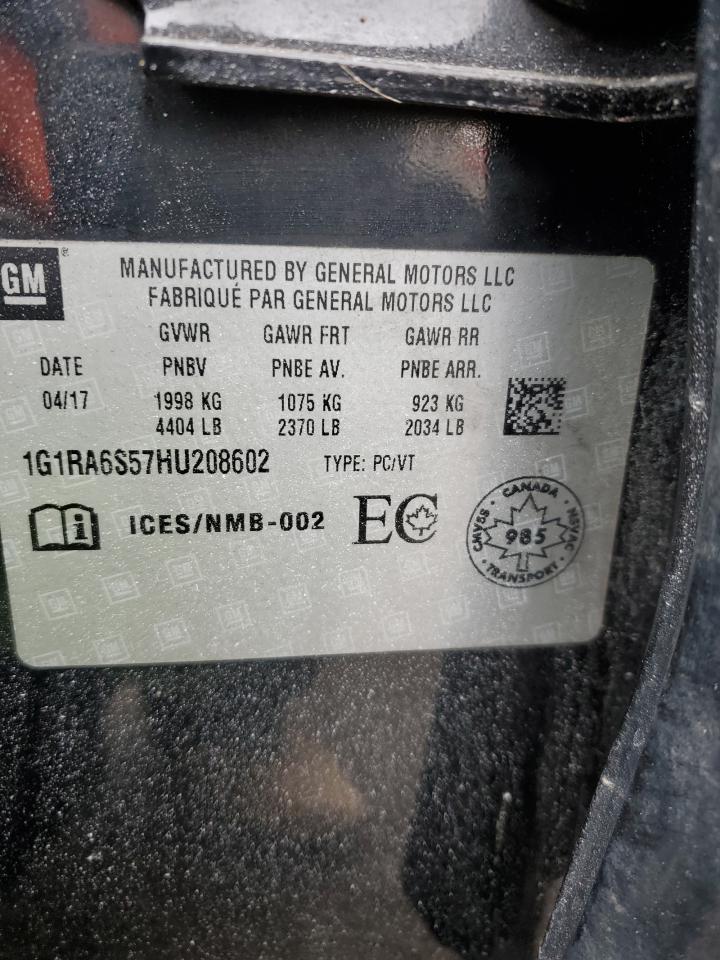 GM®
MANUFACTURED BY GENERAL MOTORS LLC
FABRIQUÉ PAR GENERAL MOTORS LLC
GVWR GAWR FRT GAWR RR
DATE PNBV PNBE AV. PNBE ARR.
04/17 1998 KG 1075 KG 923 KG
4404 LB 2370 LB 2034 LB
1G1RA6S57HU208602 TYPE: PC/VT
i ICES/NMB-002 EC
CANADA
CMVSS 985 NSVAC
TRANSPORT